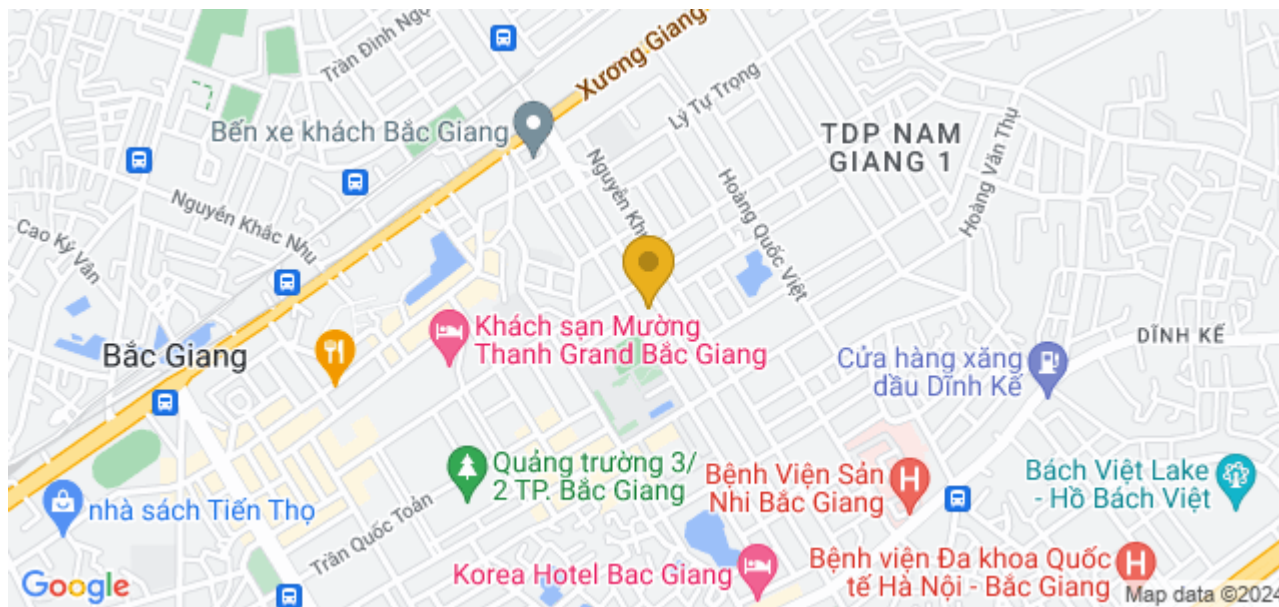 Trần Đình Ngọ
Xương Giang
Lý Tự Trọng
Bến xe khách Bắc Giang
TDP NAM
GIANG 1
Hoàng Văn Thụ
Nguyễn Khu
Hoàng Quốc Việt
Nguyễn Khắc Nhu
Cao Kỳ Vân
Khách sạn Mường
Thanh Grand Bắc Giang
DĨNH KẾ
Bắc Giang
Cửa hàng xăng
dầu Dĩnh Kế
Quảng trường 3/
2 TP. Bắc Giang
Bệnh Viện Sản
Nhi Bắc Giang
Bách Việt Lake
- Hồ Bách Việt
nhà sách Tiến Thọ
Trần Quốc Toản
Korea Hotel Bac Giang
Bệnh viện Đa khoa Quốc
tế Hà Nội - Bắc Giang
Google
Map data ©2024